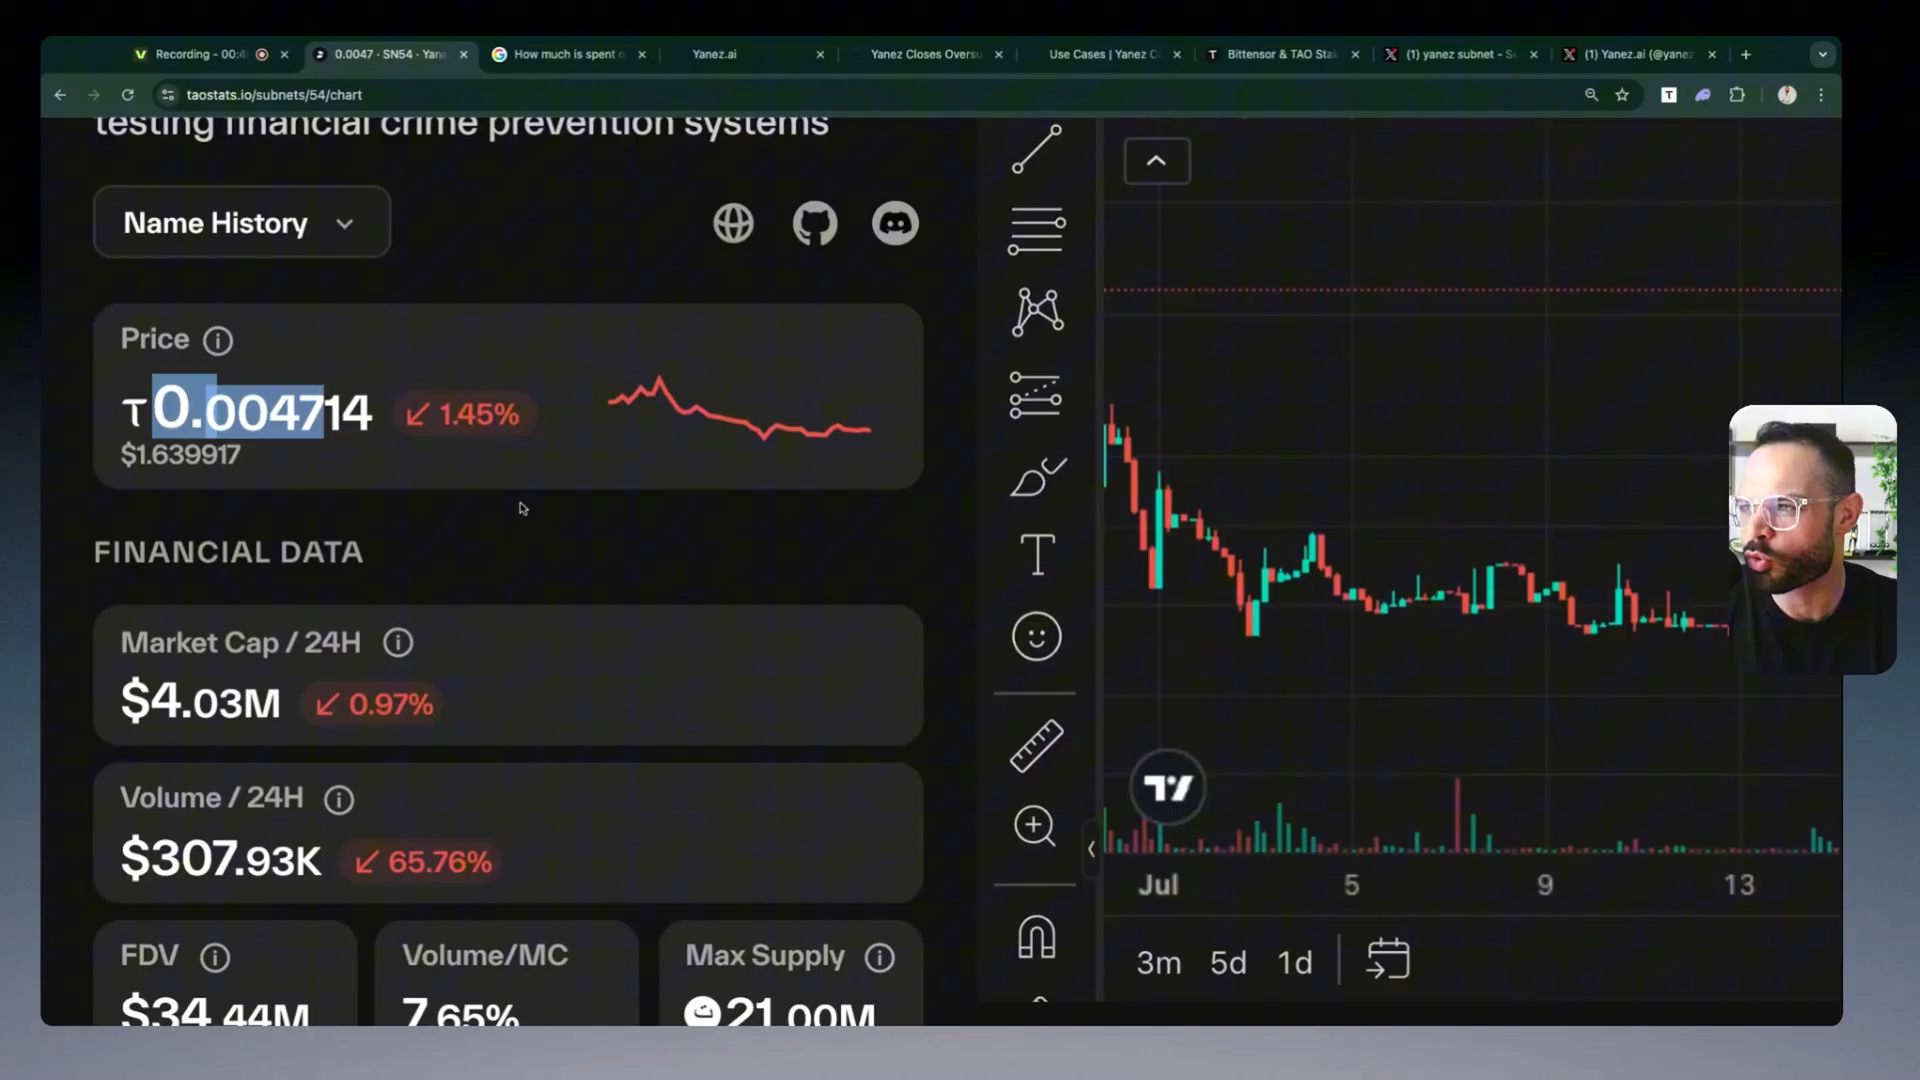 Recording - 00:4
0.0047 · SN54 · Yan
How much is spent o
Yanez.ai
Yanez Closes Oversu
Use Cases | Yanez C
T Bittensor & TAO Stak
(1) yanez subnet - Se
(1) Yanez.ai (@yanez
taostats.io/subnets/54/chart
testing financial crime prevention systems
Name History
Price
τ0.004714
1.45%
$1.639917
FINANCIAL DATA
Market Cap / 24H
$4.03M
0.97%
Volume / 24H
$307.93K
65.76%
FDV
$34.44M
Volume/MC
7.65%
Max Supply
21.00M
T
Jul 5 9 13
3m 5d 1d